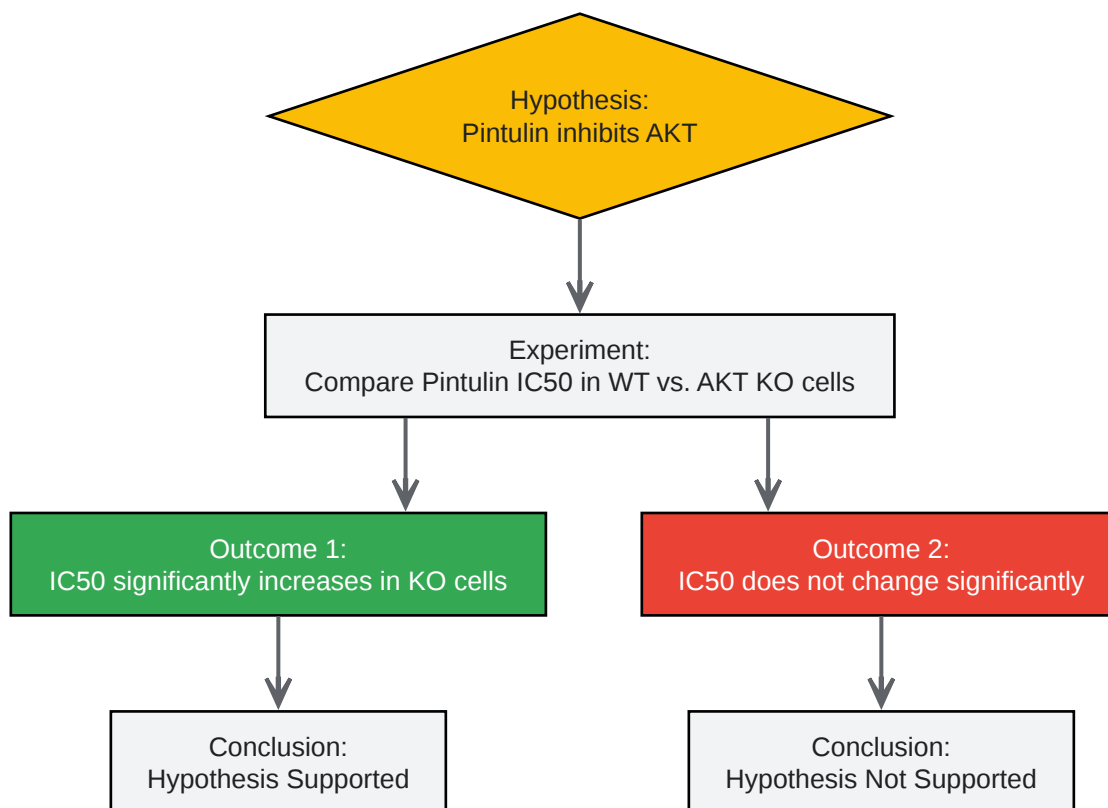 Hypothesis:
Pintulin inhibits AKT
Experiment:
Compare Pintulin IC50 in WT vs. AKT KO cells
Outcome 1:
IC50 significantly increases in KO cells
Outcome 2:
IC50 does not change significantly
Conclusion:
Hypothesis Supported
Conclusion:
Hypothesis Not Supported